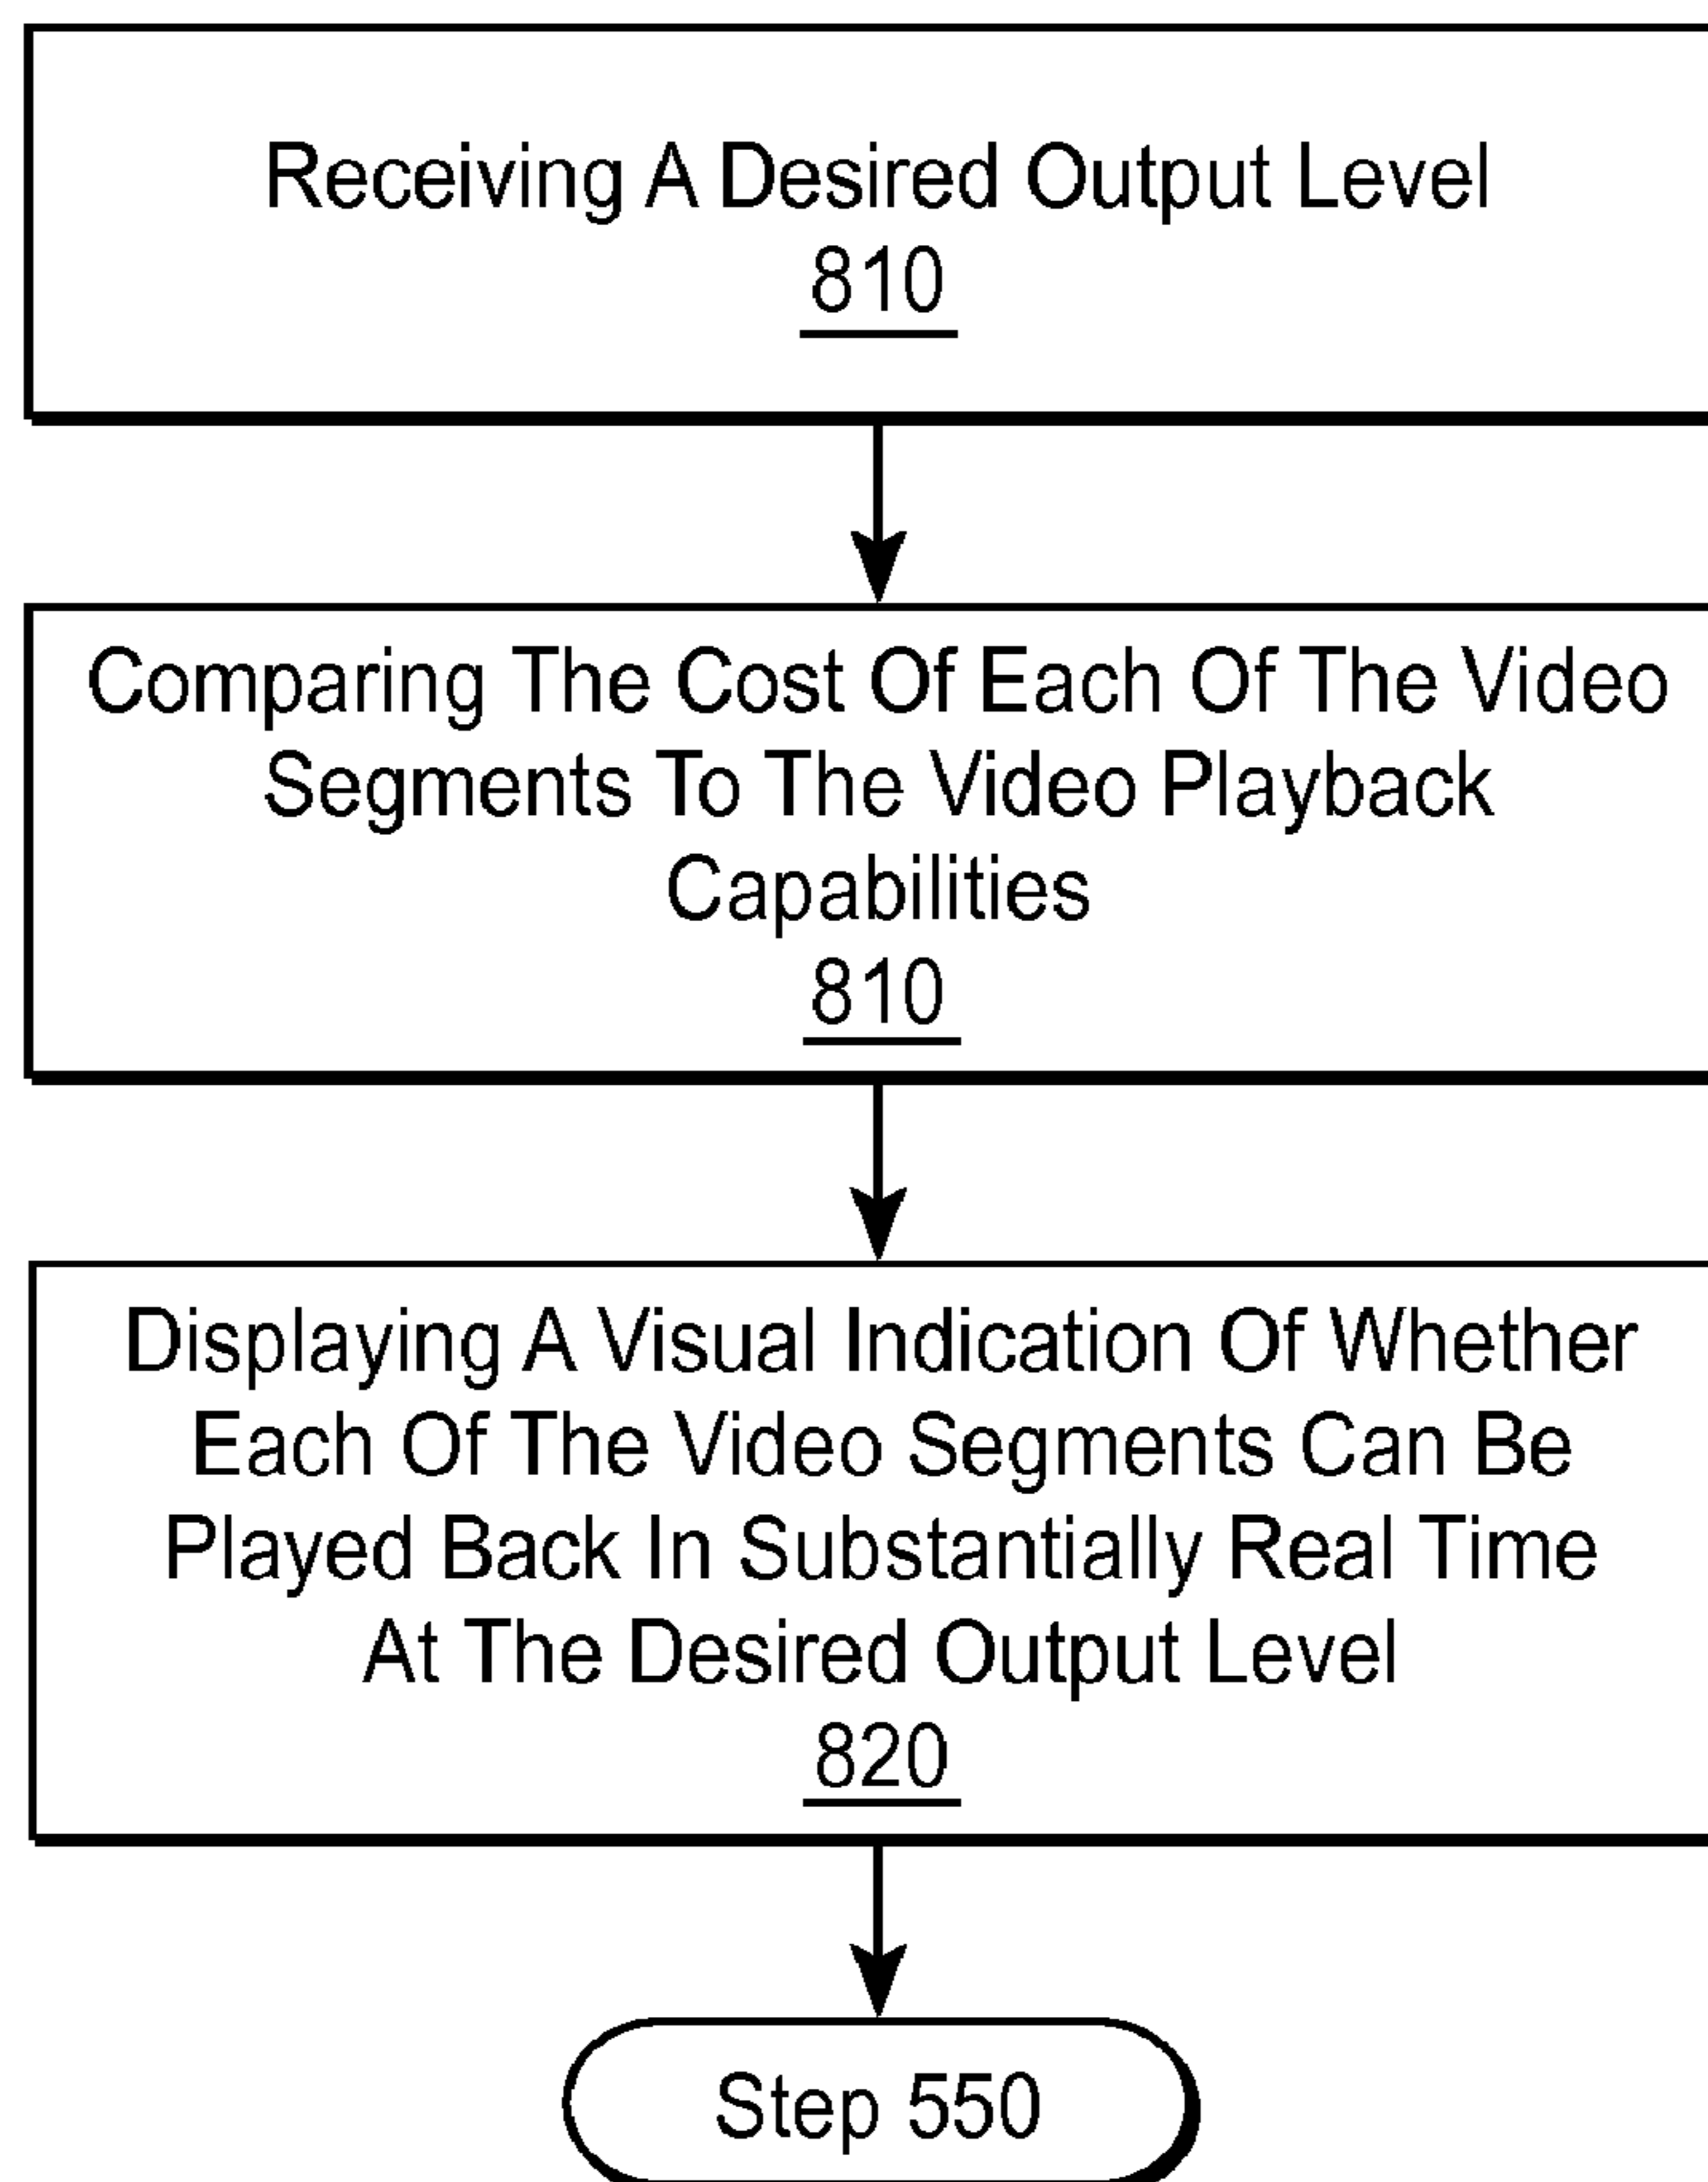 Receiving A Desired Output Level
810
Comparing The Cost Of Each Of The Video
Segments To The Video Playback
Capabilities
810
Displaying A Visual Indication Of Whether
Each Of The Video Segments Can Be
Played Back In Substantially Real Time
At The Desired Output Level
820
Step 550